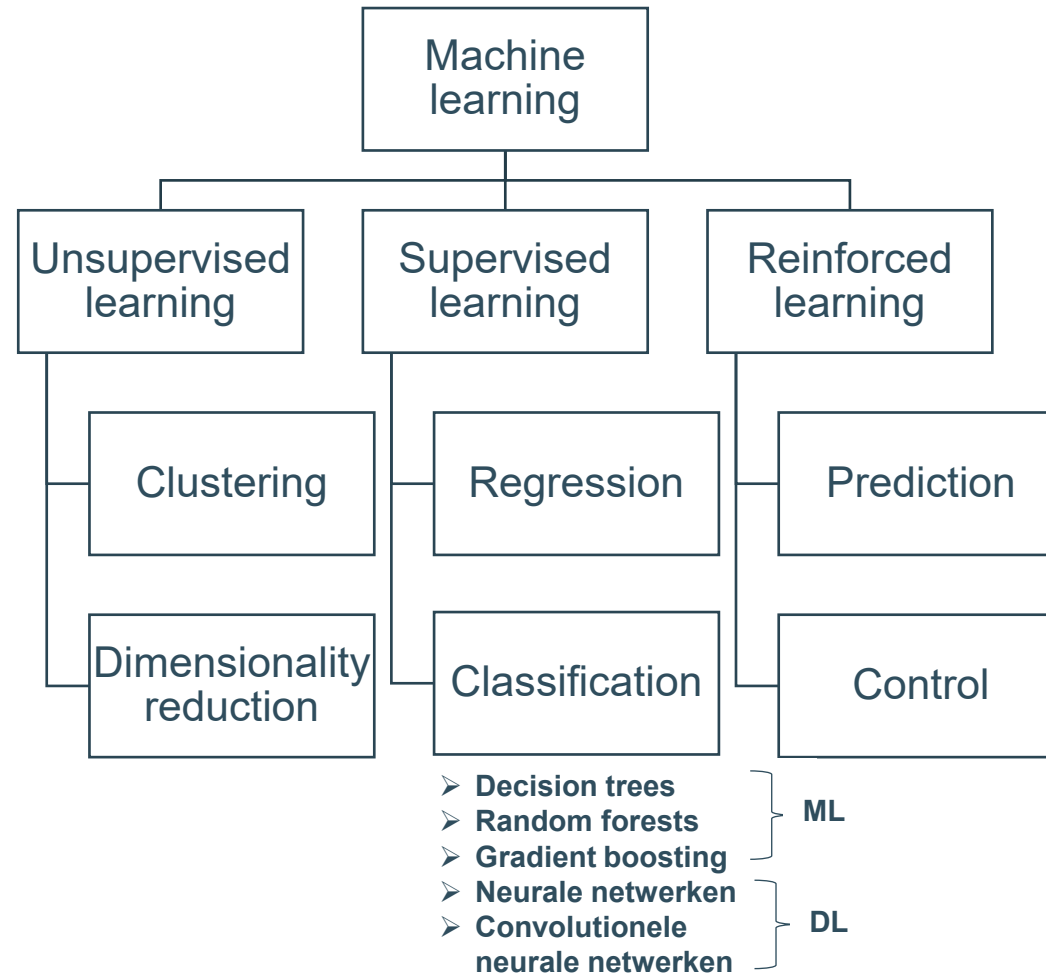 Machine
learning
Unsupervised
learning
Supervised
learning
Reinforced
learning
Clustering
Regression
Prediction
Dimensionality
reduction
Classification
Control
➢ Decision trees
➢ Random forests
➢ Gradient boosting
ML
➢ Neurale netwerken
➢ Convolutionele
neurale netwerken
DL